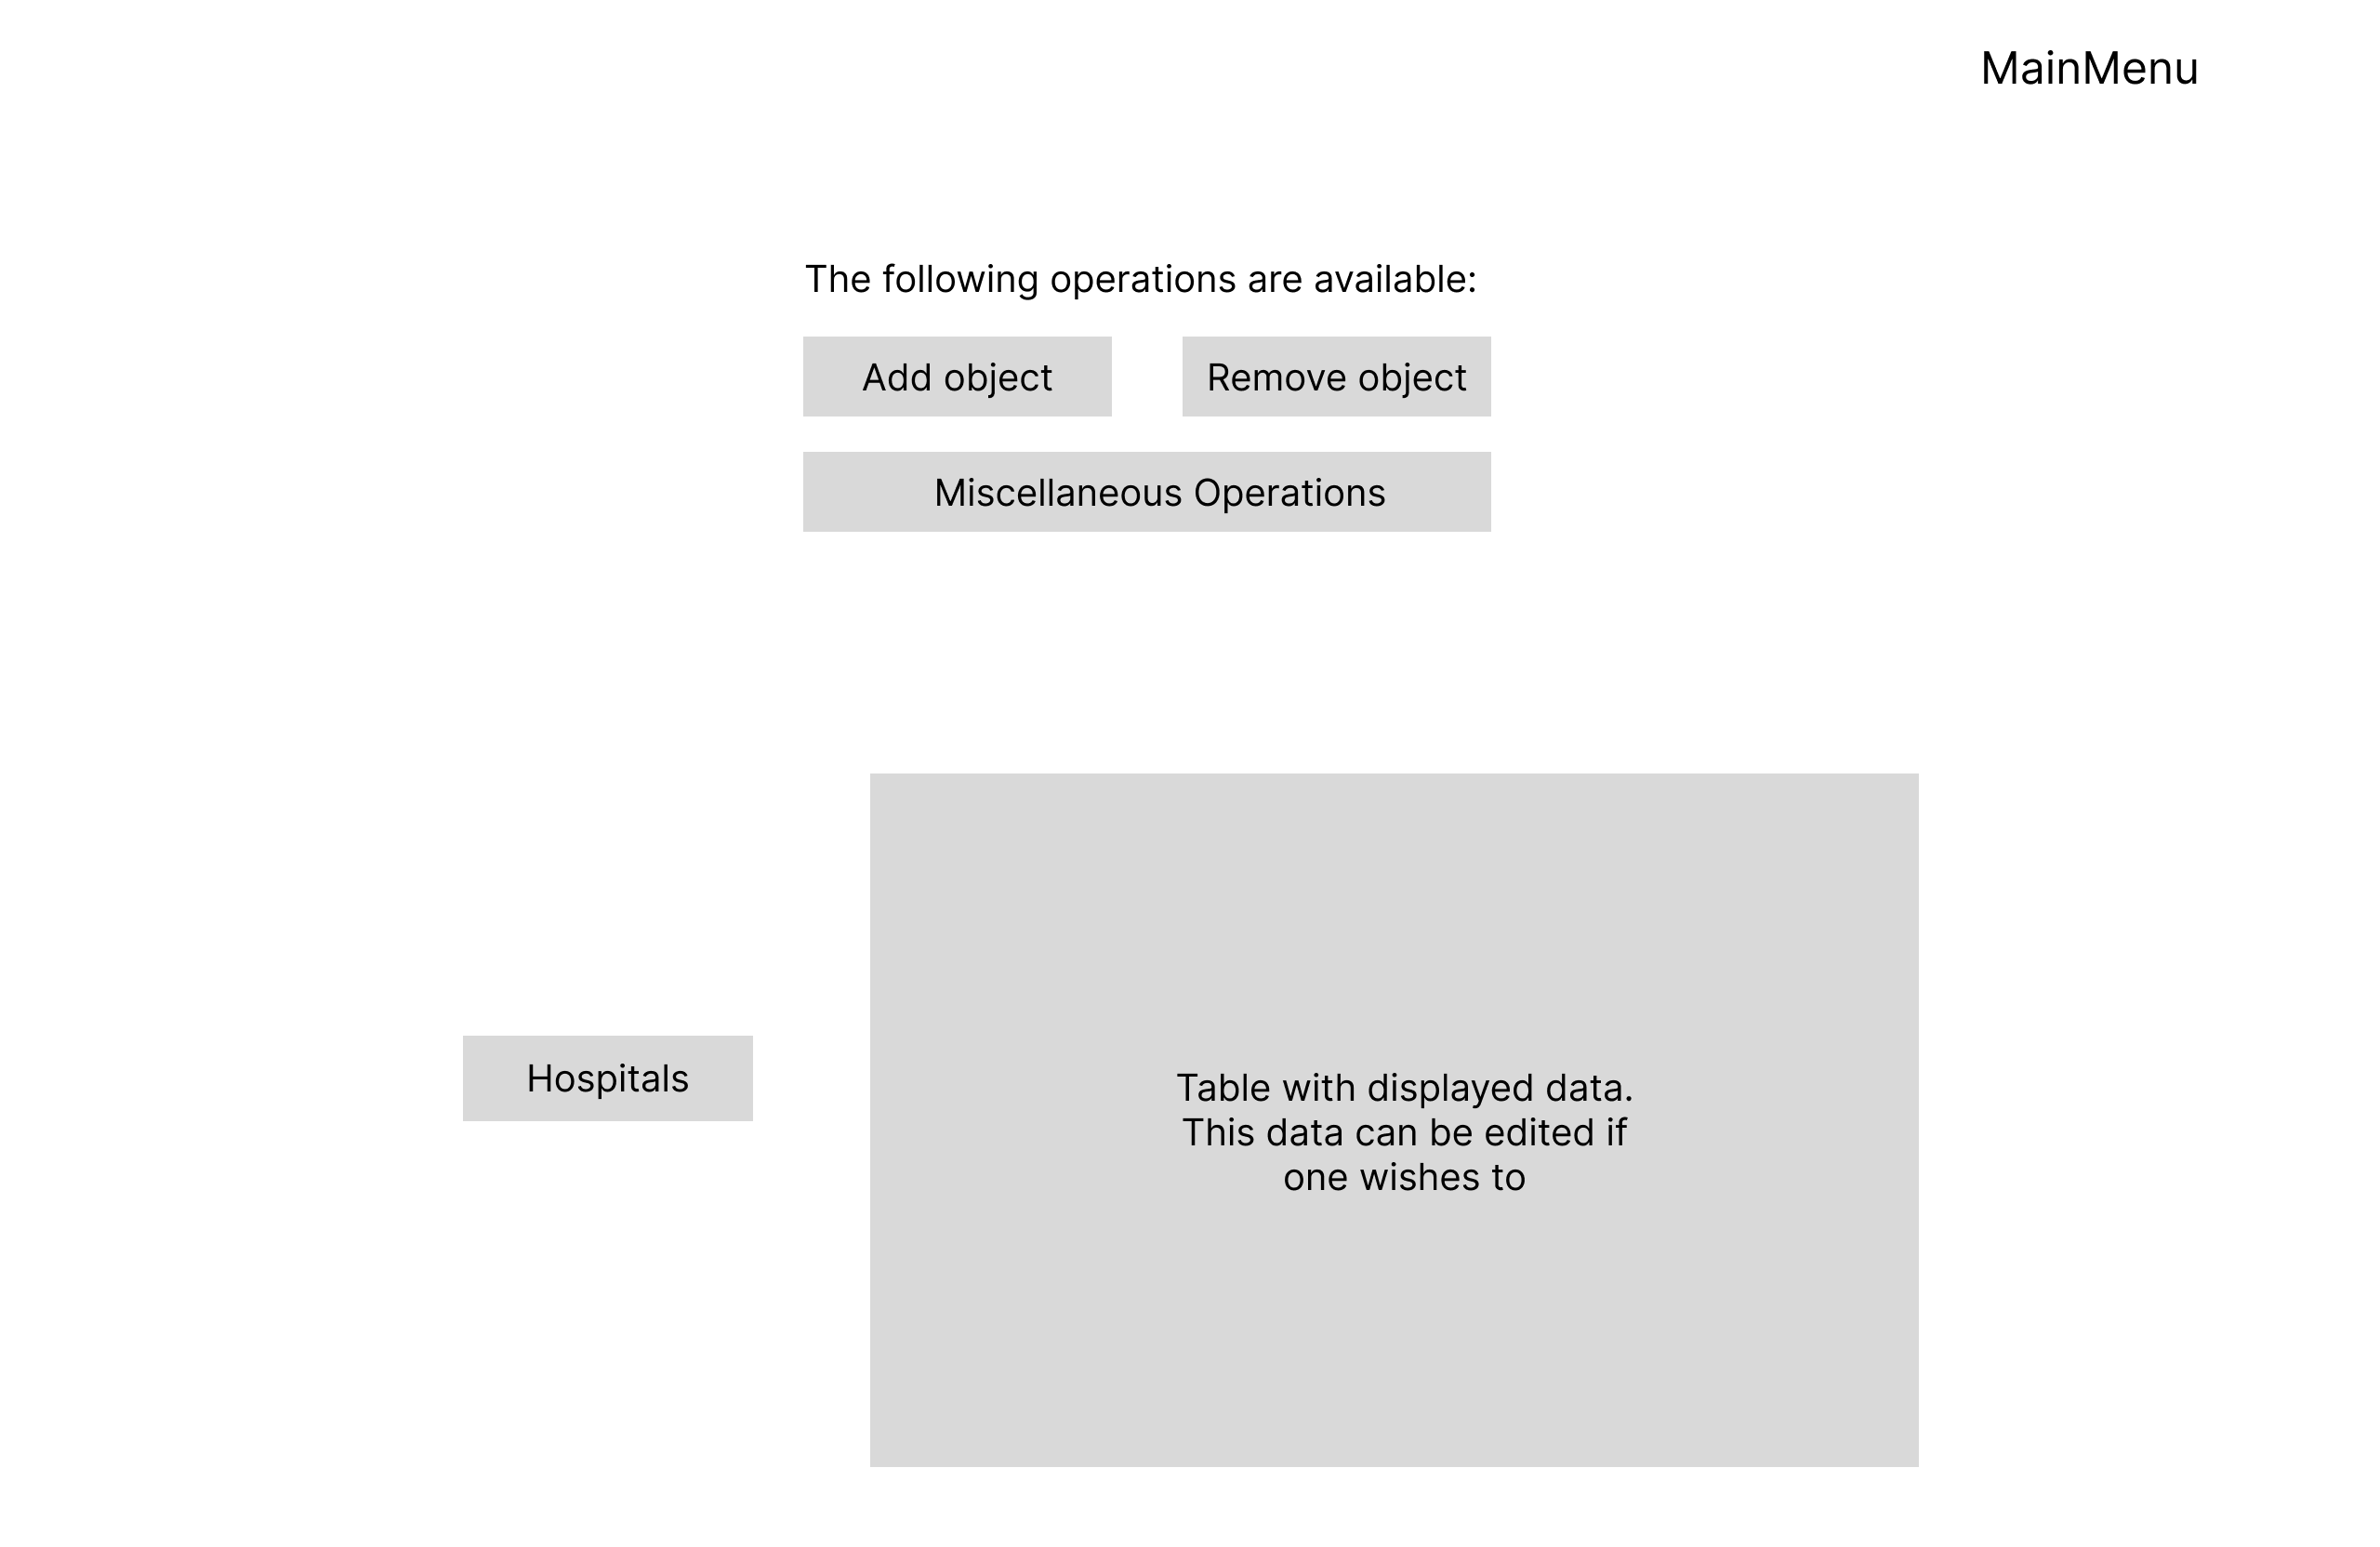 MainMenu
The following operations are available:
Add object
Remove object
Miscellaneous Operations
Hospitals
Table with displayed data.
This data can be edited if
one wishes to